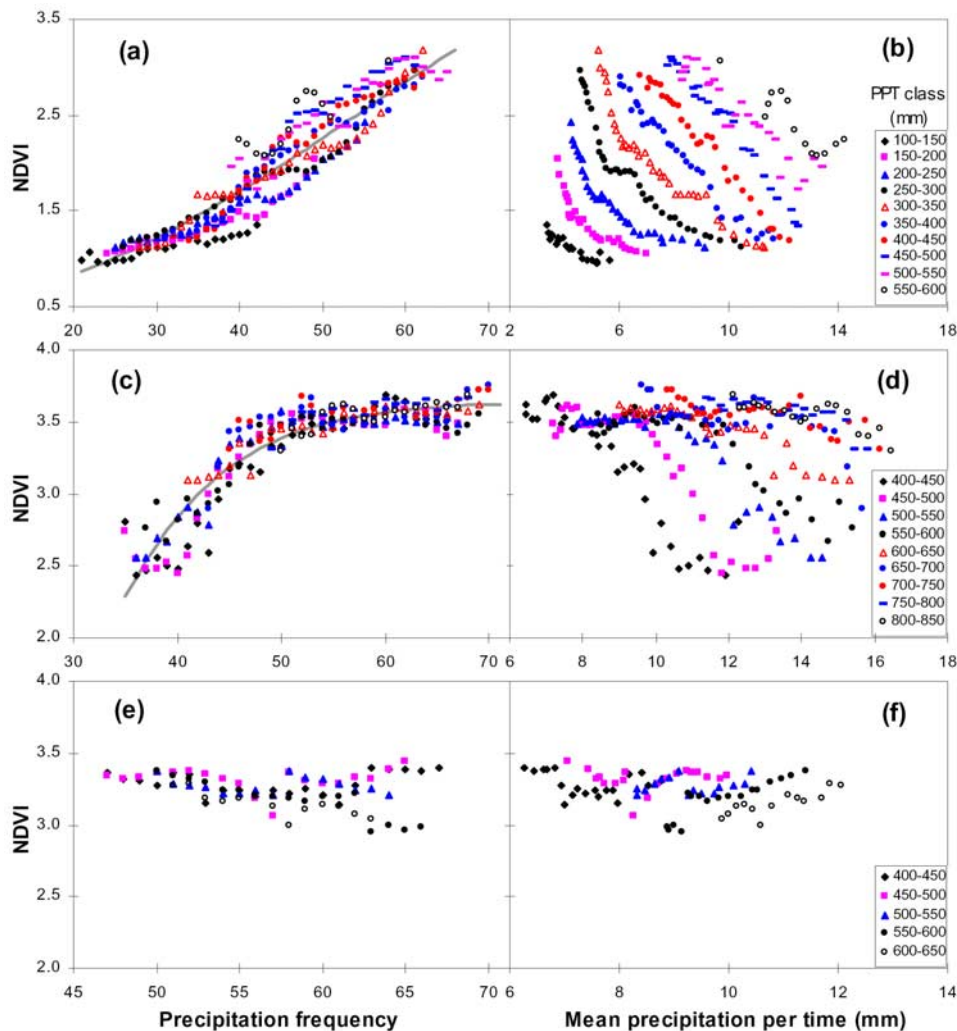 3.5
(a)
(b)
PPT class
(mm)
NDVI
2.5
1.5
0.5
100-150
150-200
200-250
250-300
300-350
350-400
400-450
450-500
500-550
550-600
20 30 40 50 60 70 2 6 10 14 18
4.0
(c)
(d)
NDVI
3.5
3.0
2.5
2.0
400-450
450-500
500-550
550-600
600-650
650-700
700-750
750-800
800-850
30 40 50 60 70 6 8 10 12 14 16 18
4.0
(e)
(f)
NDVI
3.5
3.0
2.5
2.0
400-450
450-500
500-550
550-600
600-650
45 50 55 60 65 70 6 8 10 12 14
Precipitation frequency
Mean precipitation per time (mm)